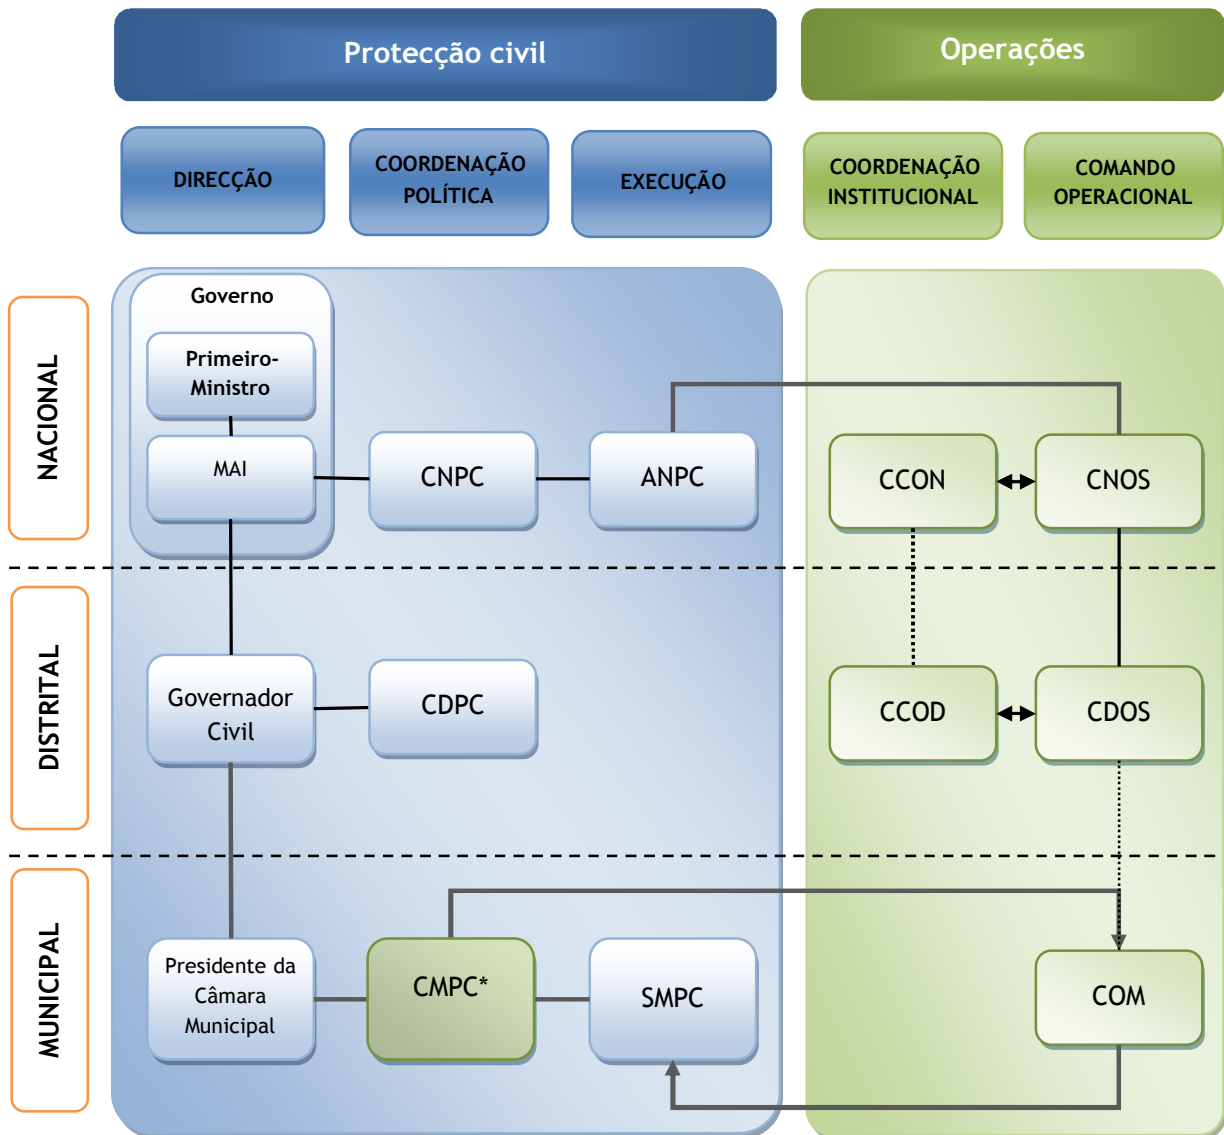 Protecção civil
Operações
DIRECÇÃO
COORDENAÇÃO
POLÍTICA
EXECUÇÃO
COORDENAÇÃO
INSTITUCIONAL
COMANDO
OPERACIONAL
NACIONAL
Governo
Primeiro-
Ministro
MAI
CNPC
ANPC
CCON
CNOS
DISTRITAL
Governador
Civil
CDPC
CCOD
CDOS
MUNICIPAL
Presidente da
Câmara
Municipal
CMPC*
SMPC
COM